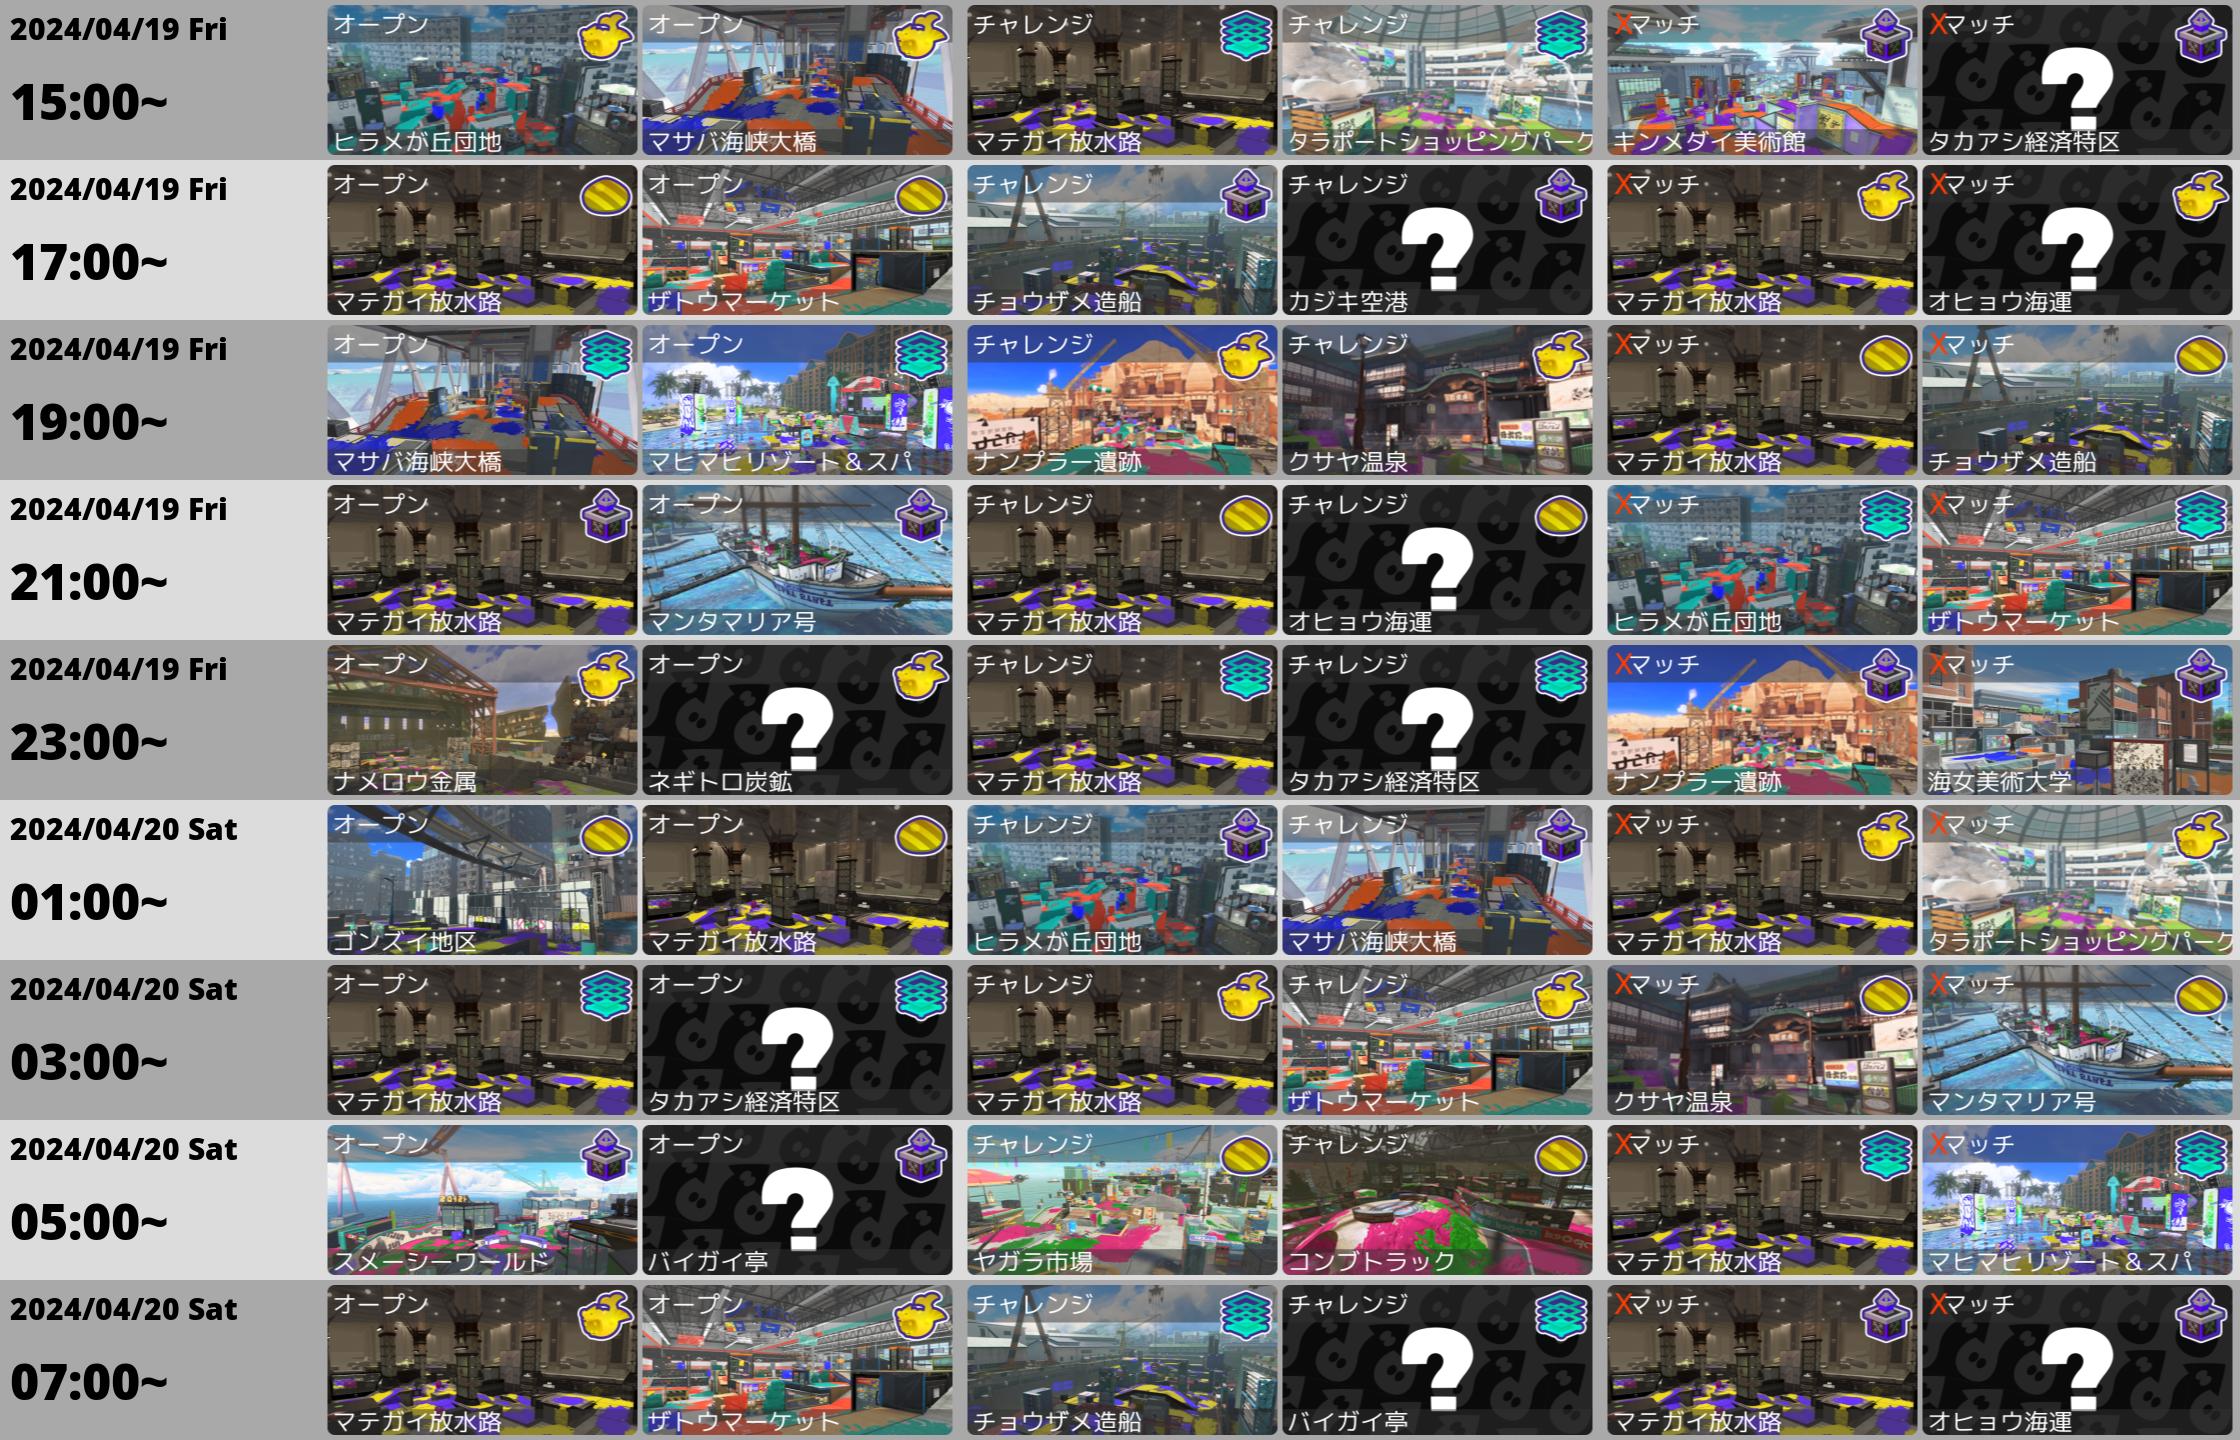 2024/04/19 Fri
15:00~
オープン
ヒラメが丘団地
オープン
マサバ海峡大橋
チャレンジ
マテガイ放水路
チャレンジ
タラポートショッピングパーク
Xマッチ
キンメダイ美術館
Xマッチ
タカアシ経済特区
?
2024/04/19 Fri
17:00~
オープン
マテガイ放水路
オープン
ザトウマーケット
チャレンジ
チョウザメ造船
チャレンジ
?
カジキ空港
Xマッチ
マテガイ放水路
Xマッチ
?
オヒョウ海運
2024/04/19 Fri
19:00~
オープン
マサバ海峡大橋
オープン
マヒマヒリゾート&スパ
チャレンジ
ナンプラー遺跡
チャレンジ
クサヤ温泉
Xマッチ
マテガイ放水路
Xマッチ
チョウザメ造船
2024/04/19 Fri
21:00~
オープン
マテガイ放水路
オープン
マンタマリア号
チャレンジ
マテガイ放水路
チャレンジ
?
オヒョウ海運
Xマッチ
ヒラメが丘団地
Xマッチ
ザトウマーケット
2024/04/19 Fri
23:00~
オープン
ナメロウ金属
オープン
?
ネギトロ炭鉱
チャレンジ
マテガイ放水路
チャレンジ
?
タカアシ経済特区
Xマッチ
ナンプラー遺跡
Xマッチ
海女美術大学
2024/04/20 Sat
01:00~
オープン
ゴンズイ地区
オープン
マテガイ放水路
チャレンジ
ヒラメが丘団地
チャレンジ
マサバ海峡大橋
Xマッチ
マテガイ放水路
Xマッチ
タラポートショッピングパーク
2024/04/20 Sat
03:00~
オープン
マテガイ放水路
オープン
?
タカアシ経済特区
チャレンジ
マテガイ放水路
チャレンジ
ザトウマーケット
Xマッチ
クサヤ温泉
Xマッチ
マンタマリア号
2024/04/20 Sat
05:00~
オープン
スメーシーワールド
オープン
?
バイガイ亭
チャレンジ
ヤガラ市場
チャレンジ
コンブトラック
Xマッチ
マテガイ放水路
Xマッチ
マヒマヒリゾート&スパ
2024/04/20 Sat
07:00~
オープン
マテガイ放水路
オープン
ザトウマーケット
チャレンジ
チョウザメ造船
チャレンジ
?
バイガイ亭
Xマッチ
マテガイ放水路
Xマッチ
?
オヒョウ海運